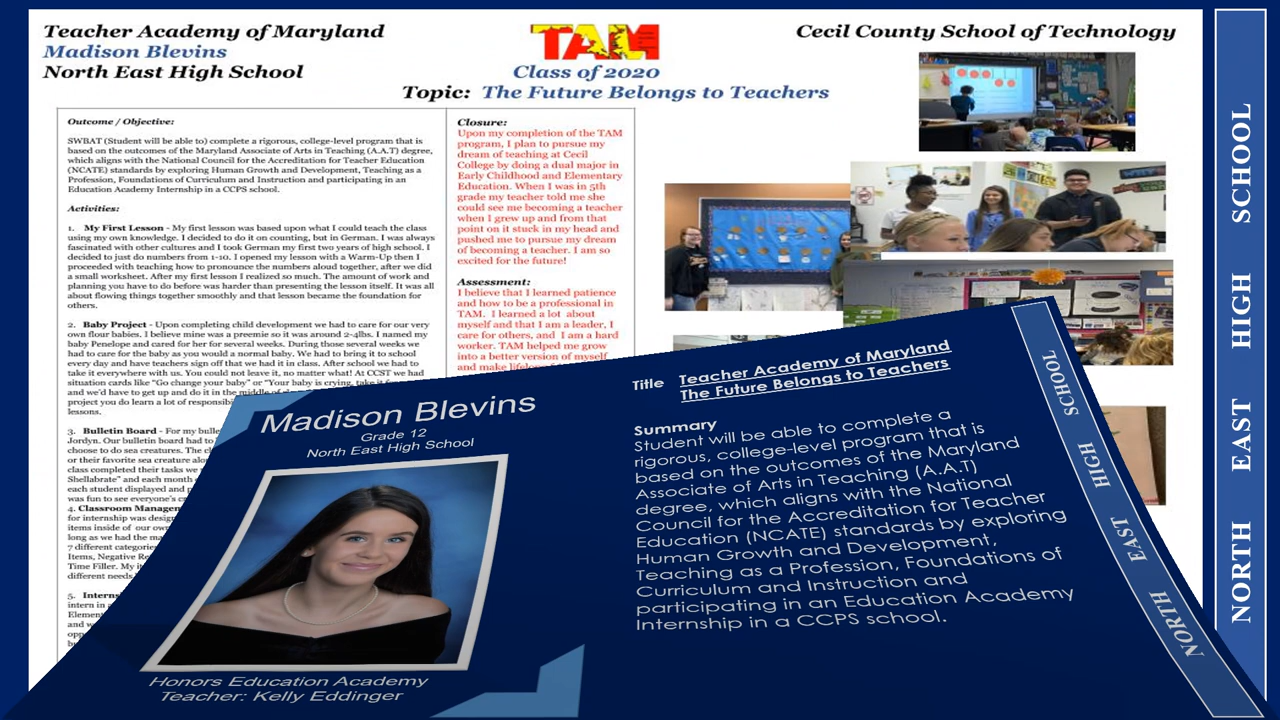 Teacher Academy of Maryland
Madison Blevins
North East High School
TAM
Class of 2020
Topic: The Future Belongs to Teachers
Cecil County School of Technology
Outcome / Objective:
SWBAT (Student will be able to) complete a rigorous, college-level program that is
based on the outcomes of the Maryland Associate of Arts in Teaching (A.A.T) degree,
which aligns with the National Council for the Accreditation for Teacher Education
(NCATE) standards by exploring Human Growth and Development, Teaching as a
Profession, Foundations of Curriculum and Instruction and participating in an
Education Academy Internship in a CCPS school.
Activities:
1. My First Lesson - My first lesson was based upon what I could teach the class
using my own knowledge. I decided to do it on counting, but in German. I was always
fascinated with other cultures and I took German my first two years of high school. I
decided to just do numbers from 1-10. I opened my lesson with a Warm-Up then I
proceeded with teaching how to pronounce the numbers aloud together, after we did
a small worksheet. After my first lesson I realized so much. The amount of work and
planning you have to do before was harder than presenting the lesson itself. It was all
about flowing things together smoothly and that lesson became the foundation for
others.
2. Baby Project - Upon completing child development we had to care for our very
own flour babies. I believe mine was a preemie so it was around 2-4lbs. I named my
baby Penelope and cared for her for several weeks. During those several weeks we
had to care for the baby as you would a normal baby. We had to bring it to school
every day and have teachers sign off that we had it in class. After school we had to
take it everywhere with us. You could not leave it, no matter what! At CCST we had
situation cards like "Go change your baby" or "Your baby is crying, take it
and we'd have to get up and do it in the middle of
project you do learn a lot of
lessons.
3. Bulletin Board - For my
Jordyn. Our bulletin board had to
choose to do sea creatures. The
or their favorite sea creature
class completed their tasks we
Shellabrate" and each month
each student displayed and
was fun to see everyone's
4. Classroom
for internship was
items inside of our
long as we had the
7 different
Items, Negative
Time Filler. My
different needs
5.
intern in
and
Closure:
Upon my completion of the TAM
program, I plan to pursue my
dream of teaching at Cecil
College by doing a dual major in
Early Childhood and Elementary
Education. When I was in 5th
grade my teacher told me she
could see me becoming a teacher
when I grew up and from that
point on it stuck in my head and
pushed me to pursue my dream
of becoming a teacher. I am so
excited for the future!
Assessment:
I believe that I learned patience
and how to be a professional in
TAM. I learned a lot about
myself and that I am a leader, I
care for others, and I am a hard
worker. TAM helped me grow
into a better version of myself
and make
Madison Blevins
Grade 12
North East High School
Honors Education Academy
Teacher: Kelly Eddinger
Title Teacher Academy of Maryland
The Future Belongs to Teachers
Summary
Student will be able to complete a
rigorous, college-level program that is
based on the outcomes of the Maryland
Associate of Arts in Teaching (A.A.T)
degree, which aligns with the National
Council for the Accreditation for Teacher
Education (NCATE) standards by exploring
Human Growth and Development,
Teaching as a Profession, Foundations of
Curriculum and Instruction and
participating in an Education Academy
Internship in a CCPS school.
NORTH EAST HIGH SCHOOL
NORTH EAST HIGH SCHOOL